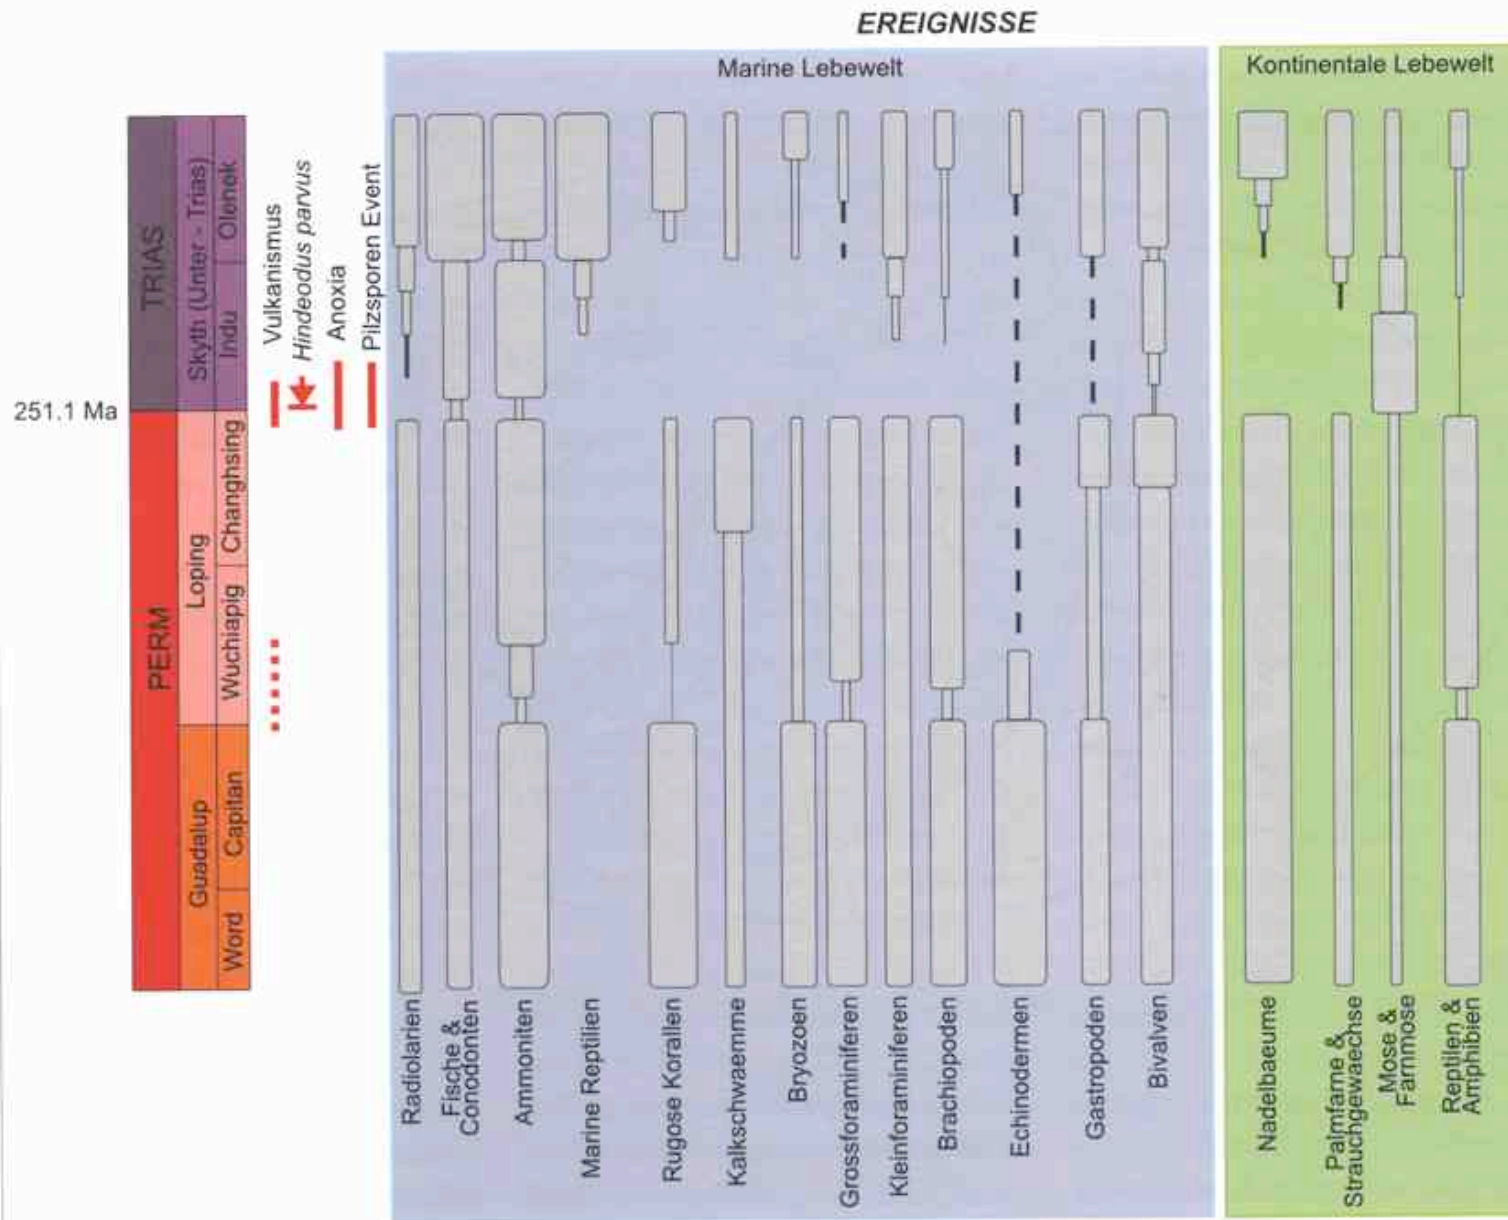 EREIGNISSE
Marine Lebewelt
Kontinentale Lebewelt
TRIAS
Skyth (Unter - Trias)
Olenek
Indu
Vulkanismus
Hindeodus parvus
Anoxia
Pilzsporen Event
251.1 Ma
PERM
Loping
Changhsing
Wuchiapig
Guadalup
Capitan
Word
Radiolarien
Fische &
Conodonten
Ammoniten
Marine Reptilien
Rugose Korallen
Kalkschwaemme
Bryozoen
Grossforaminiferen
Kleinforaminiferen
Brachiopoden
Echinodermen
Gastropoden
Bivalven
Nadelbaeume
Palmfarne &
Strauchgewaechse
Mose &
Farnmose
Reptilen &
Amphibien